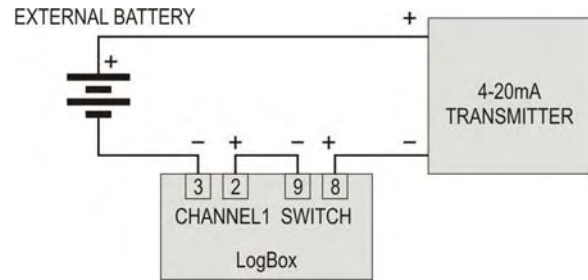 EXTERNAL BATTERY
+
+
4-20mA
TRANSMITTER
− + − + −
3 2 9 8
CHANNEL1 SWITCH
LogBox